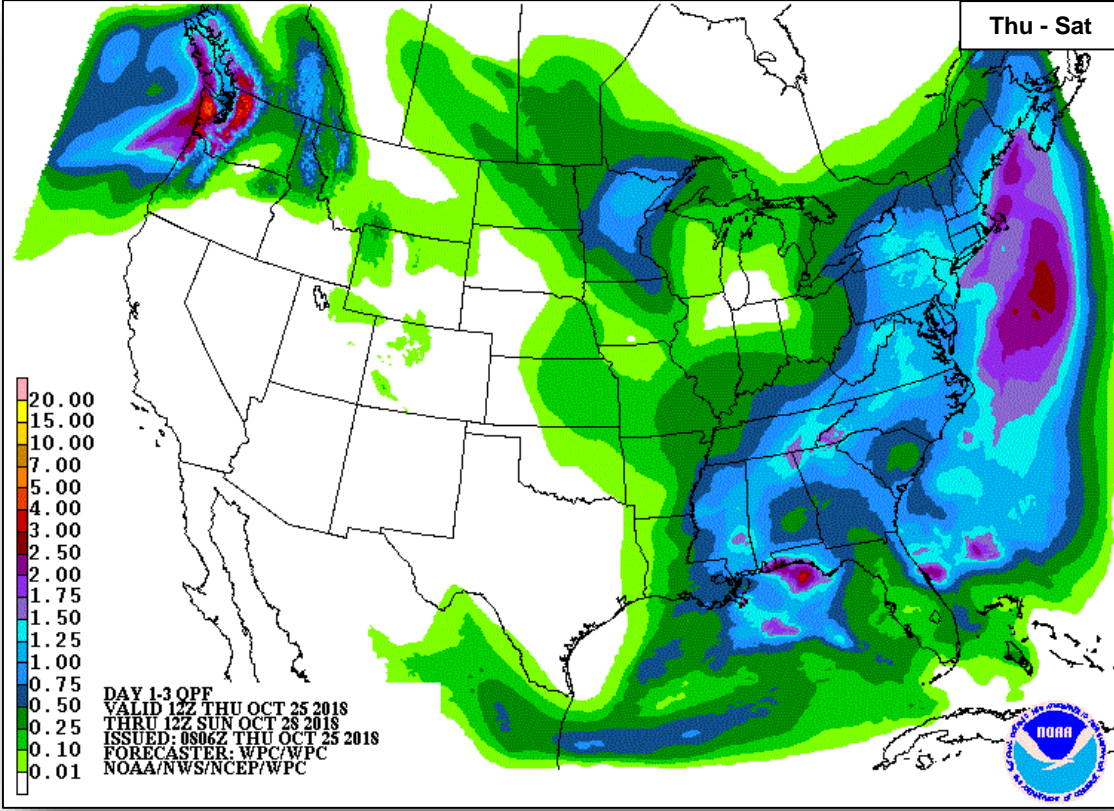 Thu - Sat
20.00
15.00
10.00
7.00
5.00
4.00
3.00
2.50
2.00
1.75
1.50
1.25
1.00
0.75
0.50
0.25
0.10
0.01
DAY 1-3 QPF
VALID 12Z THU OCT 25 2018
THRU 12Z SUN OCT 28 2018
ISSUED: 0806Z THU OCT 25 2018
FORECASTER: WPC/WPC
NOAA/NWS/NCEP/WPC
NOAA